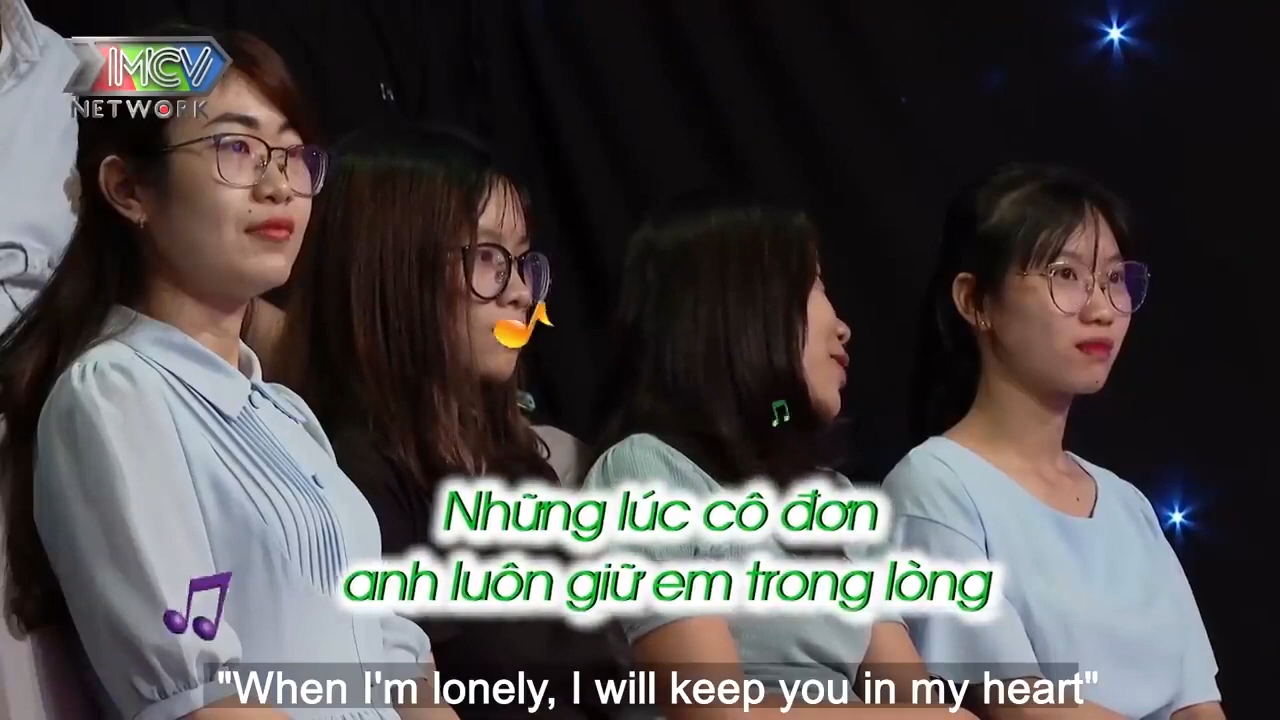 MCV
NETWORK
Những lúc cô đơn
anh luôn giữ em trong lòng
"When I'm lonely, I will keep you in my heart"